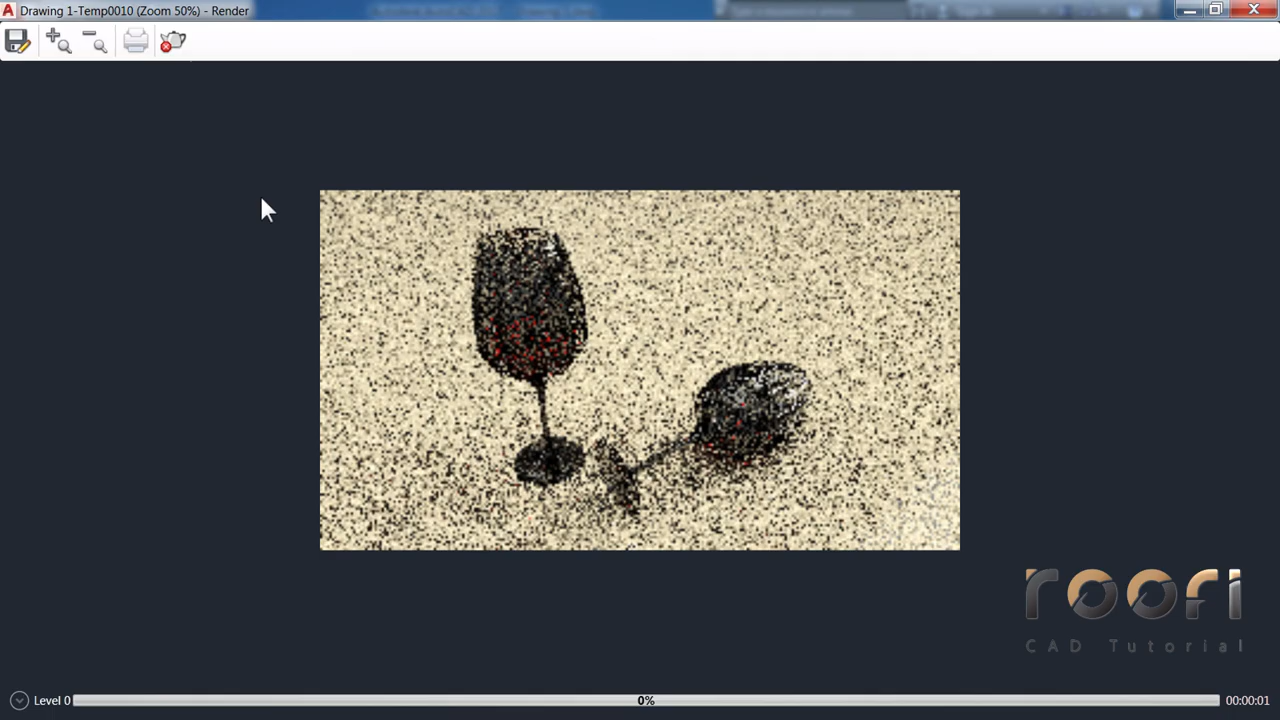 Drawing 1-Temp0010 (Zoom 50%) - Render
roofi
CAD Tutorial
Level 0
0%
00:00:01